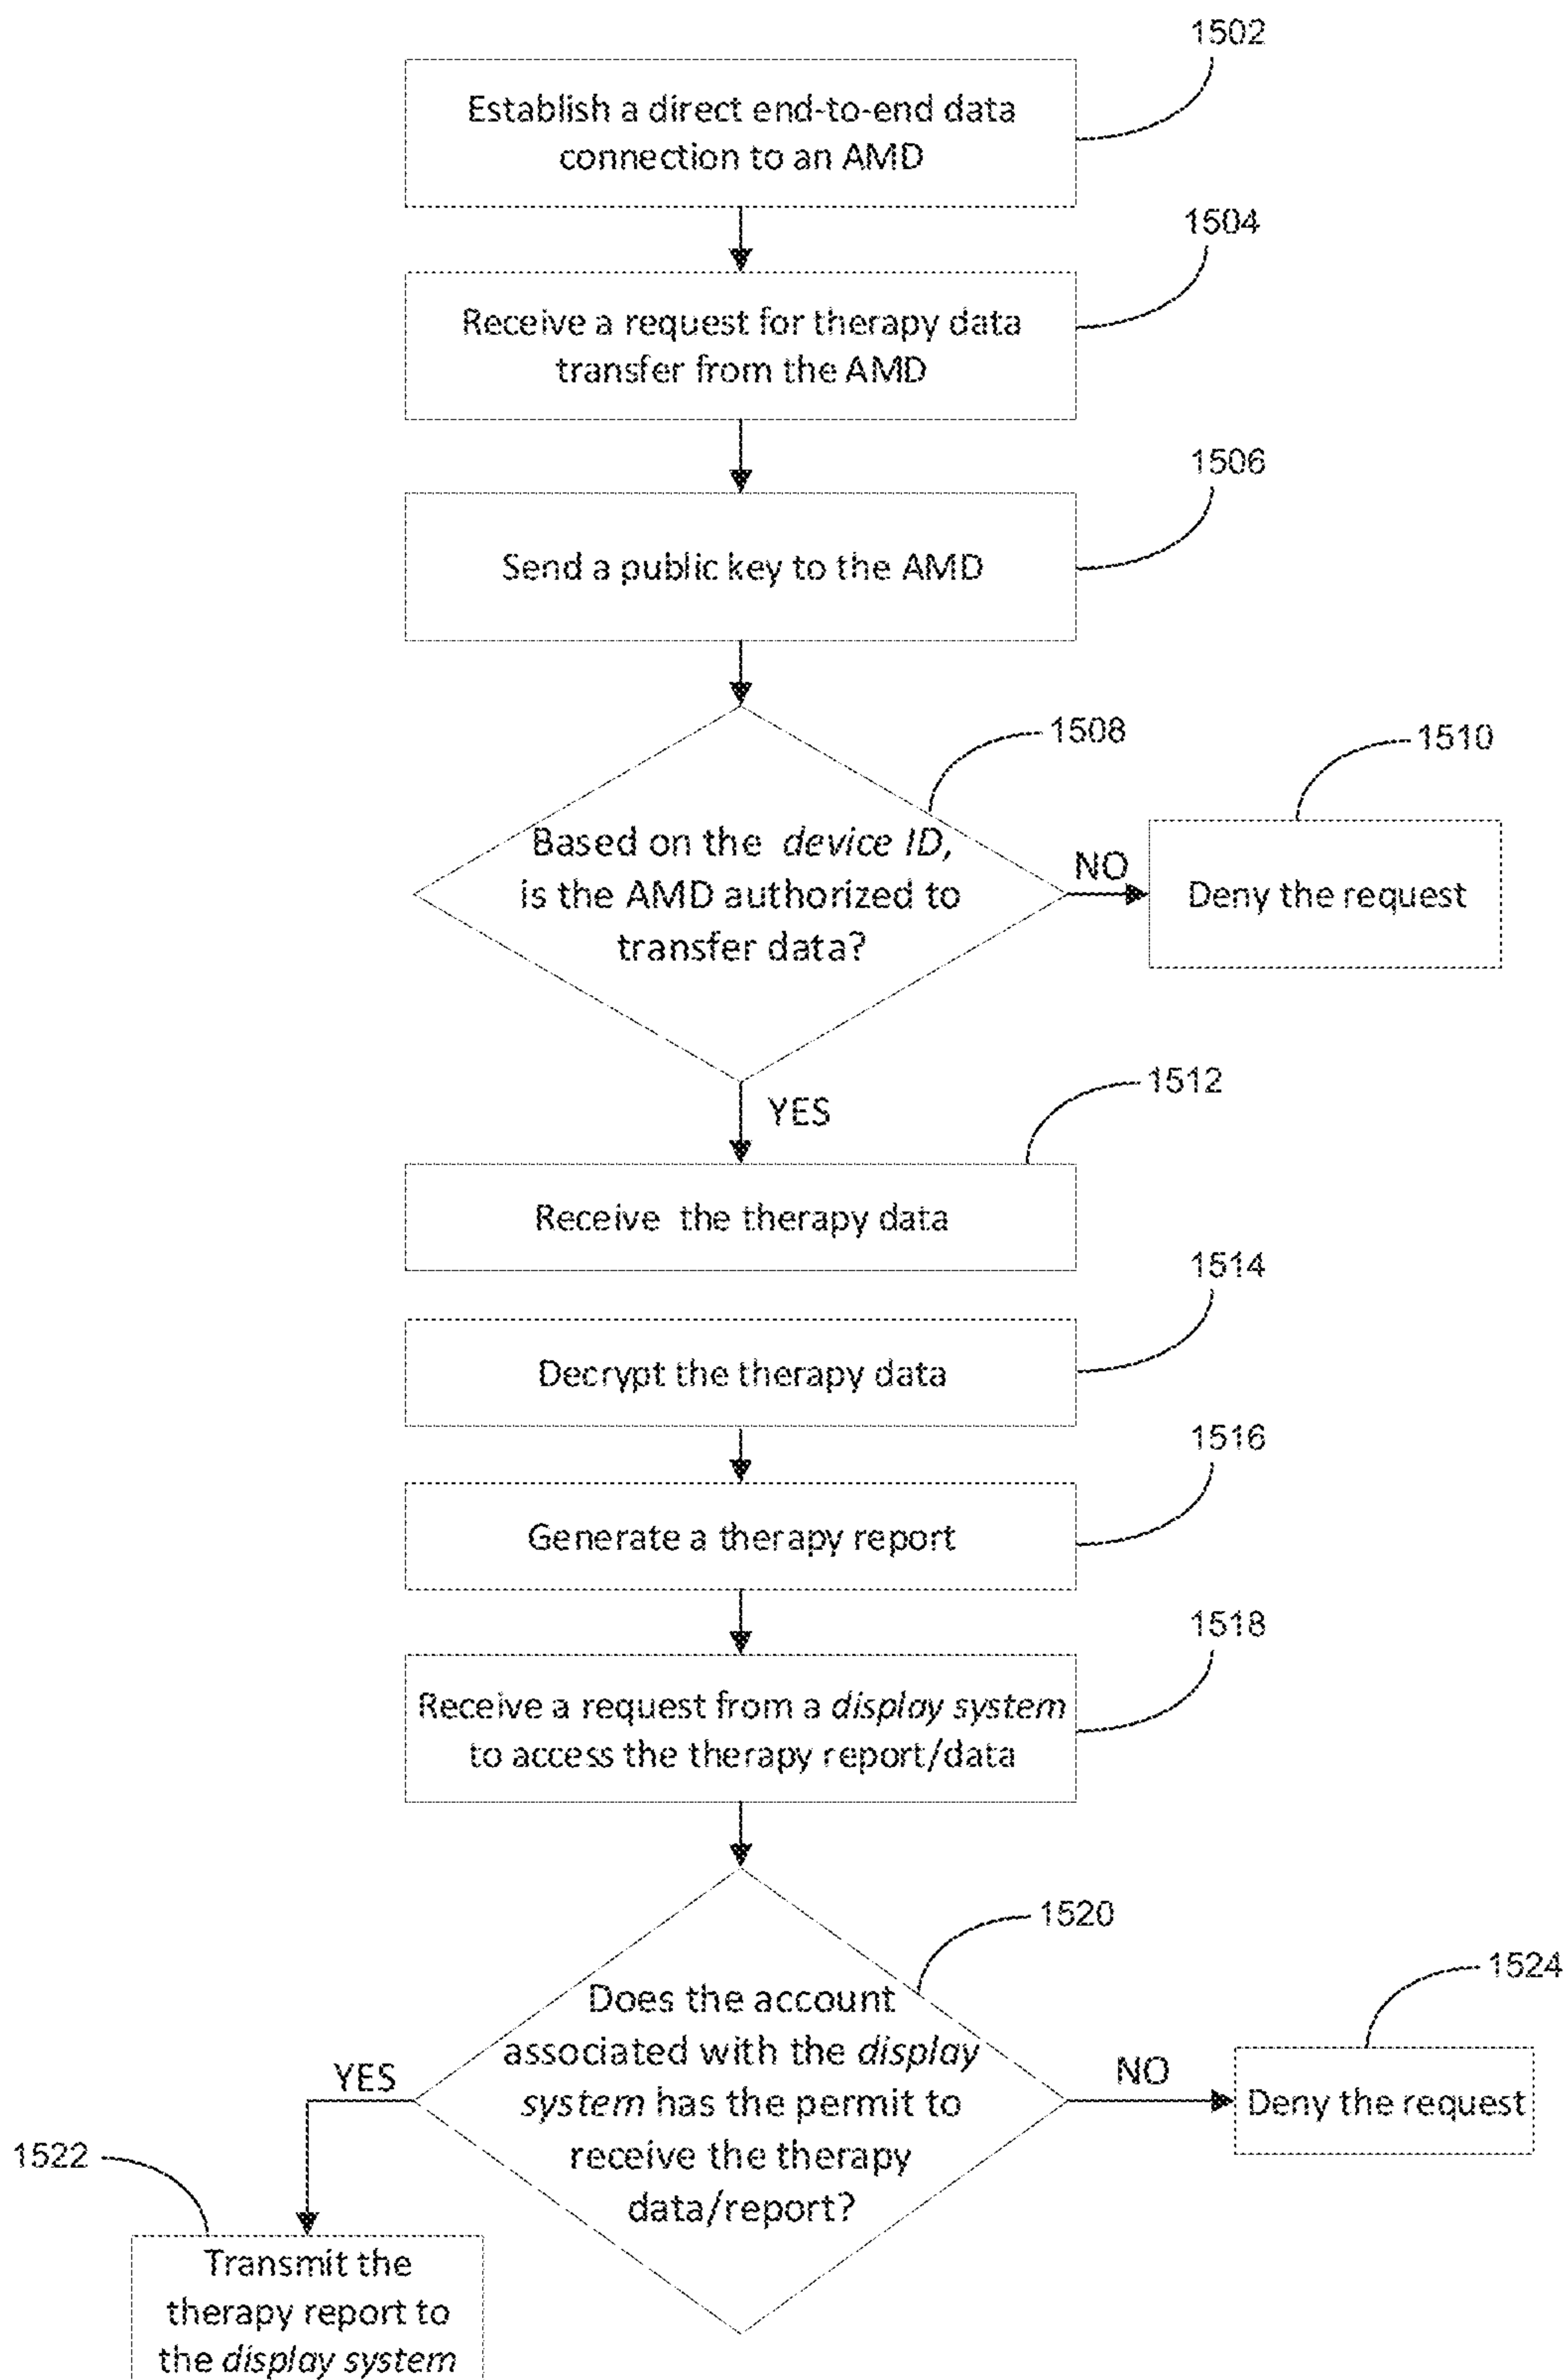 1502
Establish a direct end-to-end data
connection to an AMD
1504
Receive a request for therapy data
transfer from the AMD
1506
Send a public key to the AMD
1508
1510
Based on the device ID,
is the AMD authorized to
transfer data?
NO
Deny the request
YES
1512
Receive the therapy data
1514
Decrypt the therapy data
1516
Generate a therapy report
1518
Receive a request from a display system
to access the therapy report/data
1520
1524
Does the account
associated with the display
system has the permit to
receive the therapy
data/report?
YES
NO
Deny the request
1522
Transmit the
therapy report to
the display system